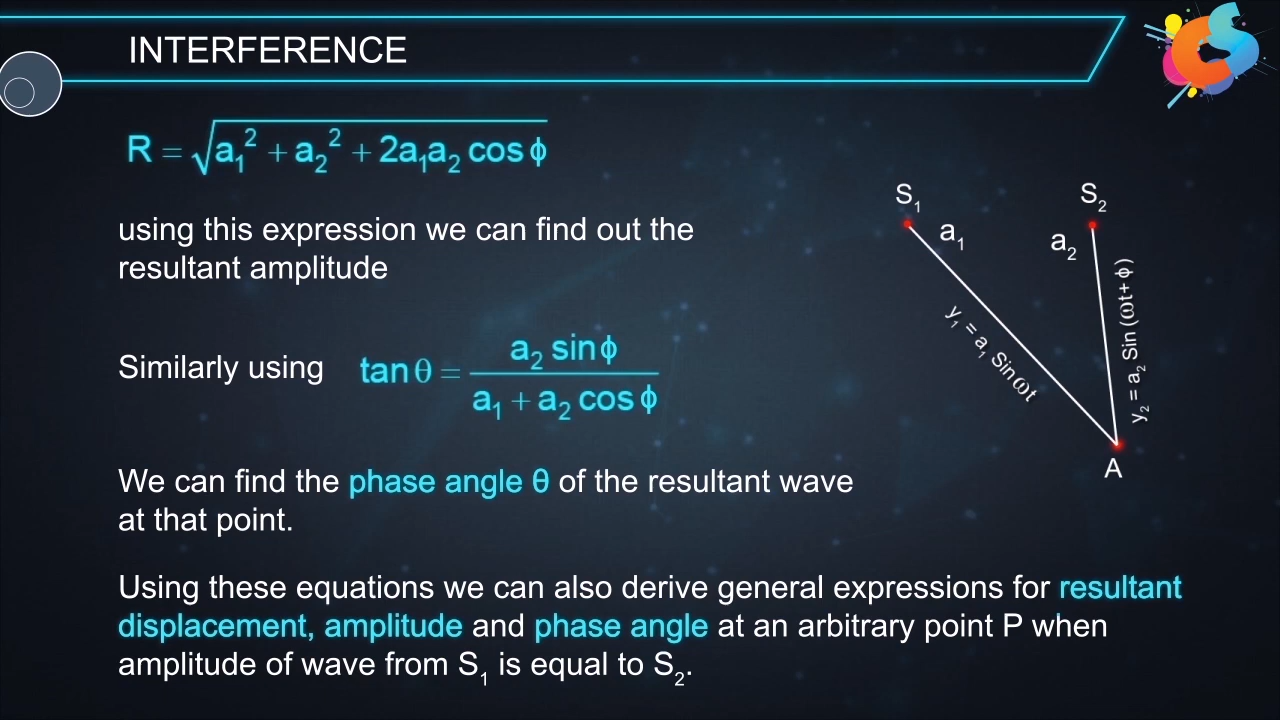 INTERFERENCE
R = √a₁² + a₂² + 2a₁a₂ cos ϕ
using this expression we can find out the
resultant amplitude
Similarly using tan θ = a₂ sin ϕ / a₁ + a₂ cos ϕ
We can find the phase angle θ of the resultant wave
at that point.
Using these equations we can also derive general expressions for resultant
displacement, amplitude and phase angle at an arbitrary point P when
amplitude of wave from S₁ is equal to S₂.
S₁
S₂
a₁
a₂
y₁ = a₁ Sin ωt
y₂ = a₂ Sin (ωt+ ϕ)
A
CS